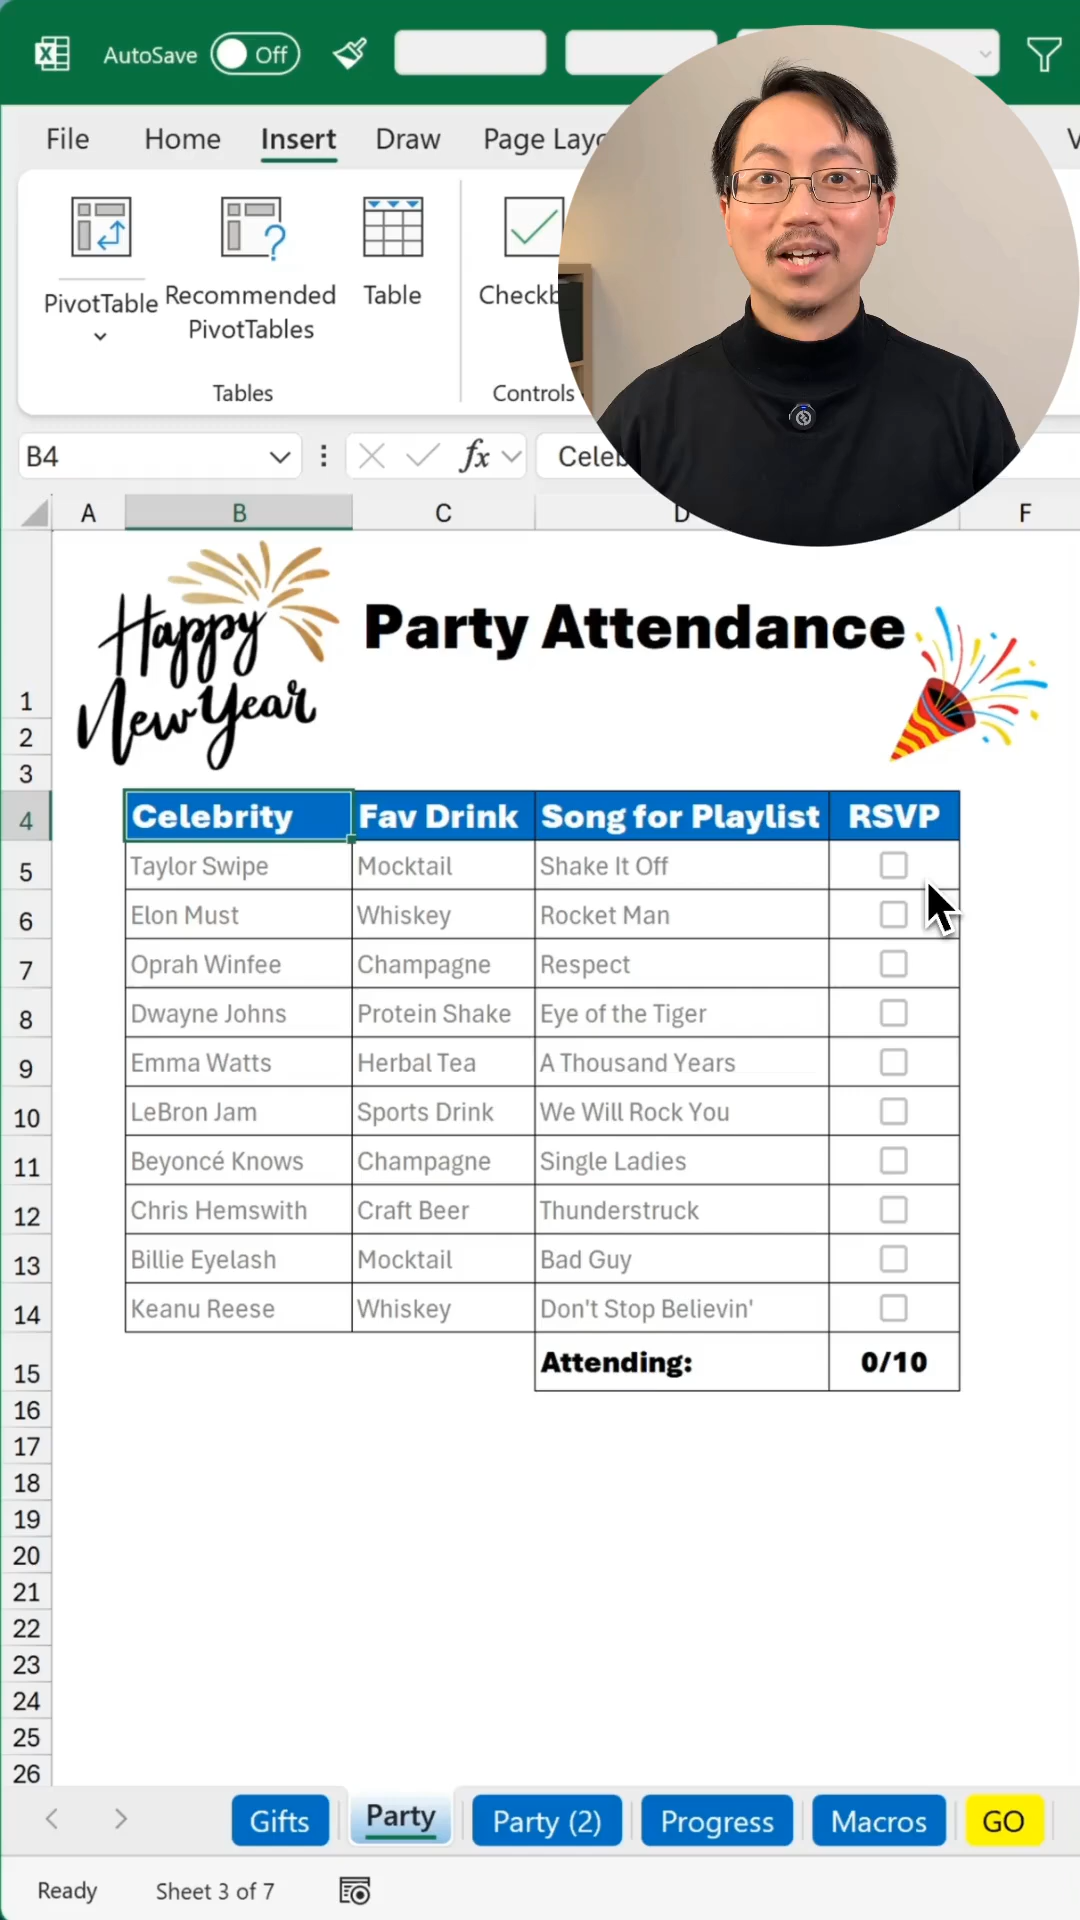 AutoSave Off
File Home Insert Draw Page Layo V
PivotTable Recommended PivotTables Table Checkb
Tables Controls
B4 fx Celeb
A B C D F
Happy New Year
Party Attendance
1
2
3
4 Celebrity Fav Drink Song for Playlist RSVP
5 Taylor Swipe Mocktail Shake It Off
6 Elon Must Whiskey Rocket Man
7 Oprah Winfee Champagne Respect
8 Dwayne Johns Protein Shake Eye of the Tiger
9 Emma Watts Herbal Tea A Thousand Years
10 LeBron Jam Sports Drink We Will Rock You
11 Beyoncé Knows Champagne Single Ladies
12 Chris Hemswith Craft Beer Thunderstruck
13 Billie Eyelash Mocktail Bad Guy
14 Keanu Reese Whiskey Don't Stop Believin'
15 Attending: 0/10
16
17
18
19
20
21
22
23
24
25
26
Gifts Party Party (2) Progress Macros GO
Ready Sheet 3 of 7